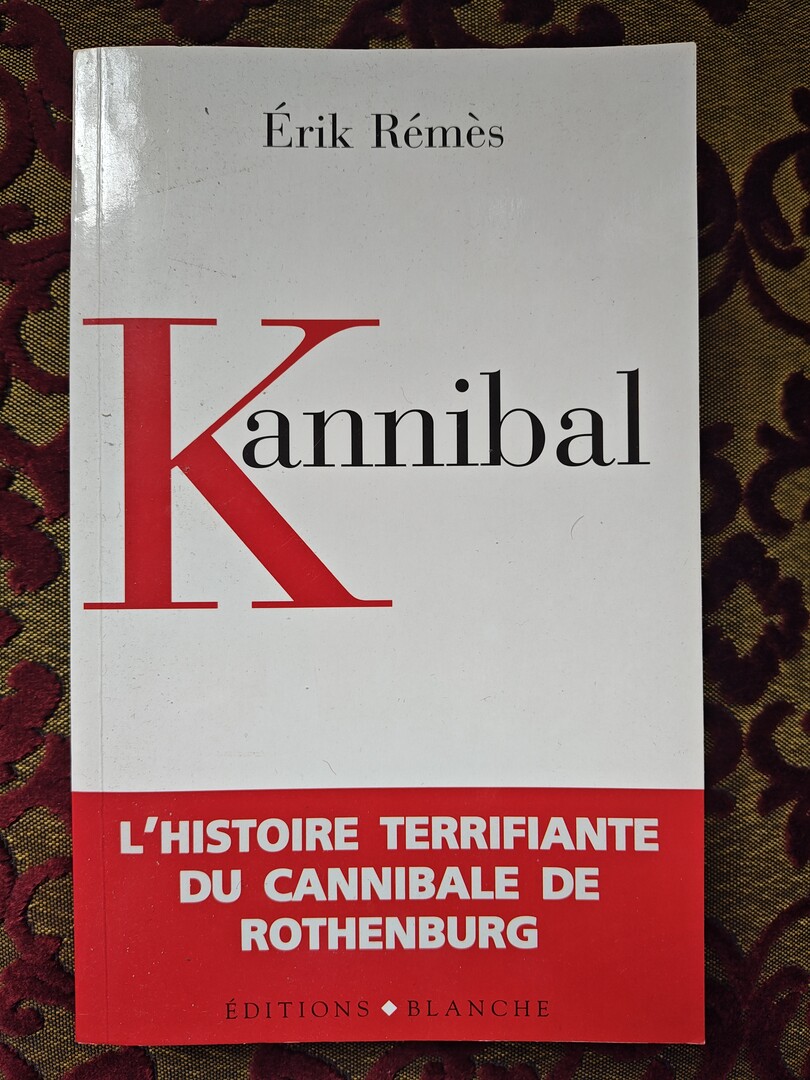 Érik Rémès
Kannibal
L'HISTOIRE TERRIFIANTE
DU CANNIBALE DE
ROTHENBURG
ÉDITIONS ◆ BLANCHE